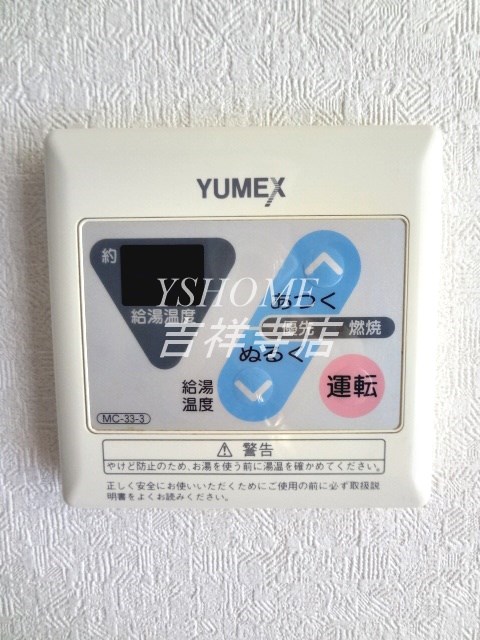 YUMEX
約
給湯温度
あつく
優先 燃焼
ぬるく
給湯
温度
運転
MC-33-3
YSHOME
吉祥寺店
⚠ 警告
やけど防止のため、お湯を使う前に湯温を確かめてください。
正しく安全にお使いいただくためにご使用の前に必ず取扱説
明書をよくお読みください。